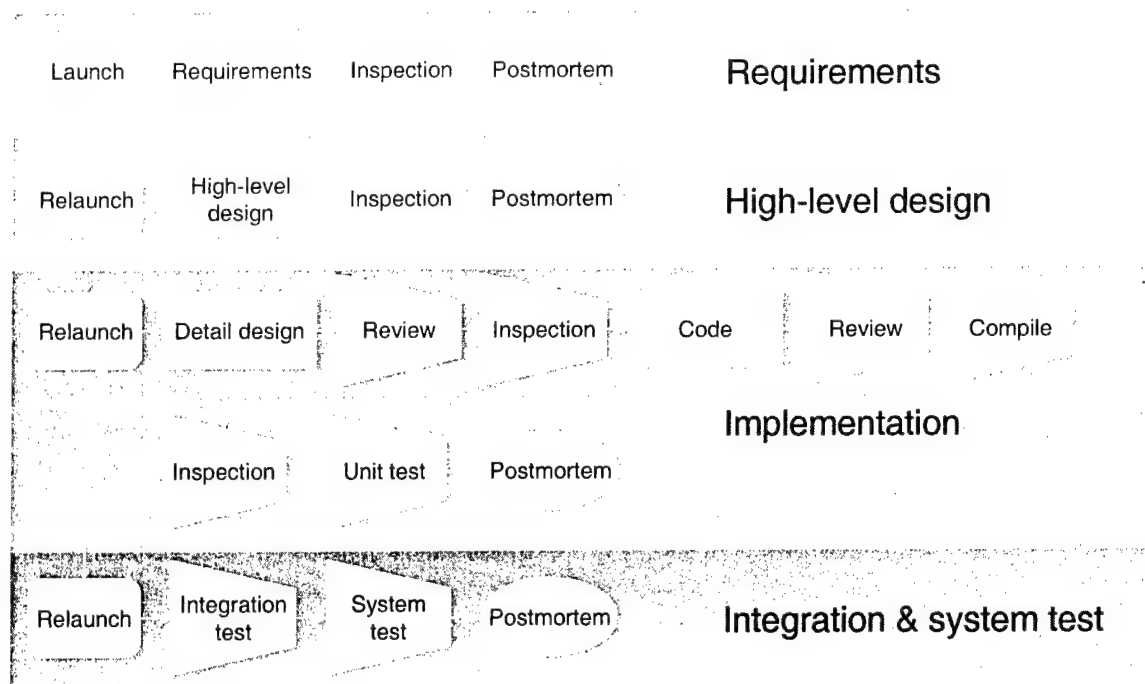 Launch Requirements Inspection Postmortem Requirements
Relaunch High-level design Inspection Postmortem High-level design
Relaunch Detail design Review Inspection Code Review Compile
Implementation
Inspection Unit test Postmortem
Relaunch Integration test System test Postmortem Integration & system test